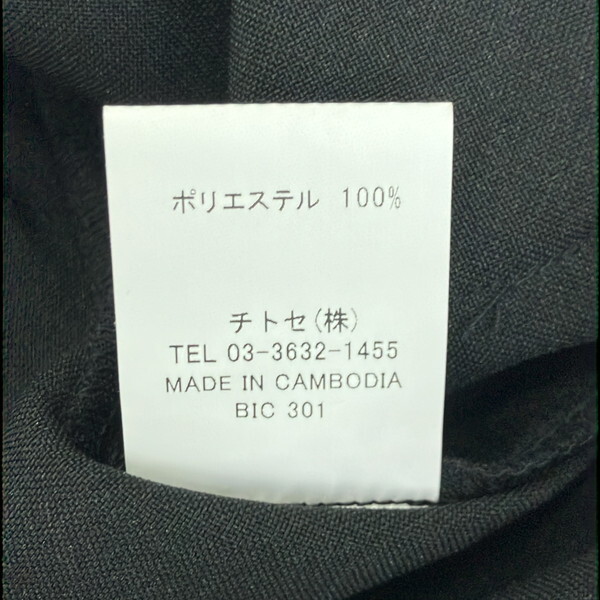 ポリエステル 100%
チトセ(株)
TEL 03-3632-1455
MADE IN CAMBODIA
BIC 301